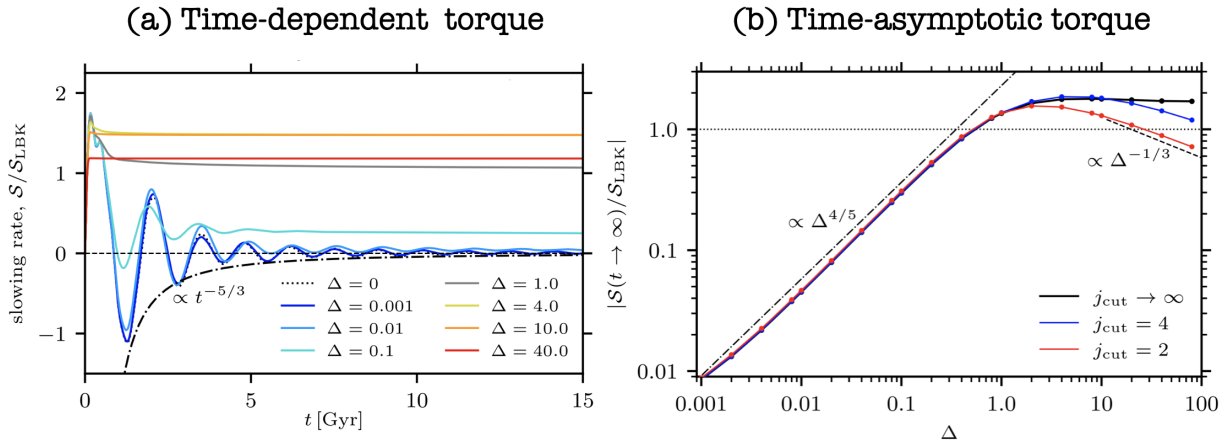 (a) Time-dependent torque
(b) Time-asymptotic torque
slowing rate, 𝒮/𝒮_LBK
2
1
0
−1
∝ t^{−5/3}
Δ = 0
Δ = 0.001
Δ = 0.01
Δ = 0.1
Δ = 1.0
Δ = 4.0
Δ = 10.0
Δ = 40.0
0
5
10
15
t [Gyr]
|𝒮(t → ∞)/𝒮_LBK|
1.0
0.1
0.01
∝ Δ^{4/5}
∝ Δ^{−1/3}
j_cut → ∞
j_cut = 4
j_cut = 2
0.001
0.01
0.1
1.0
10
100
Δ